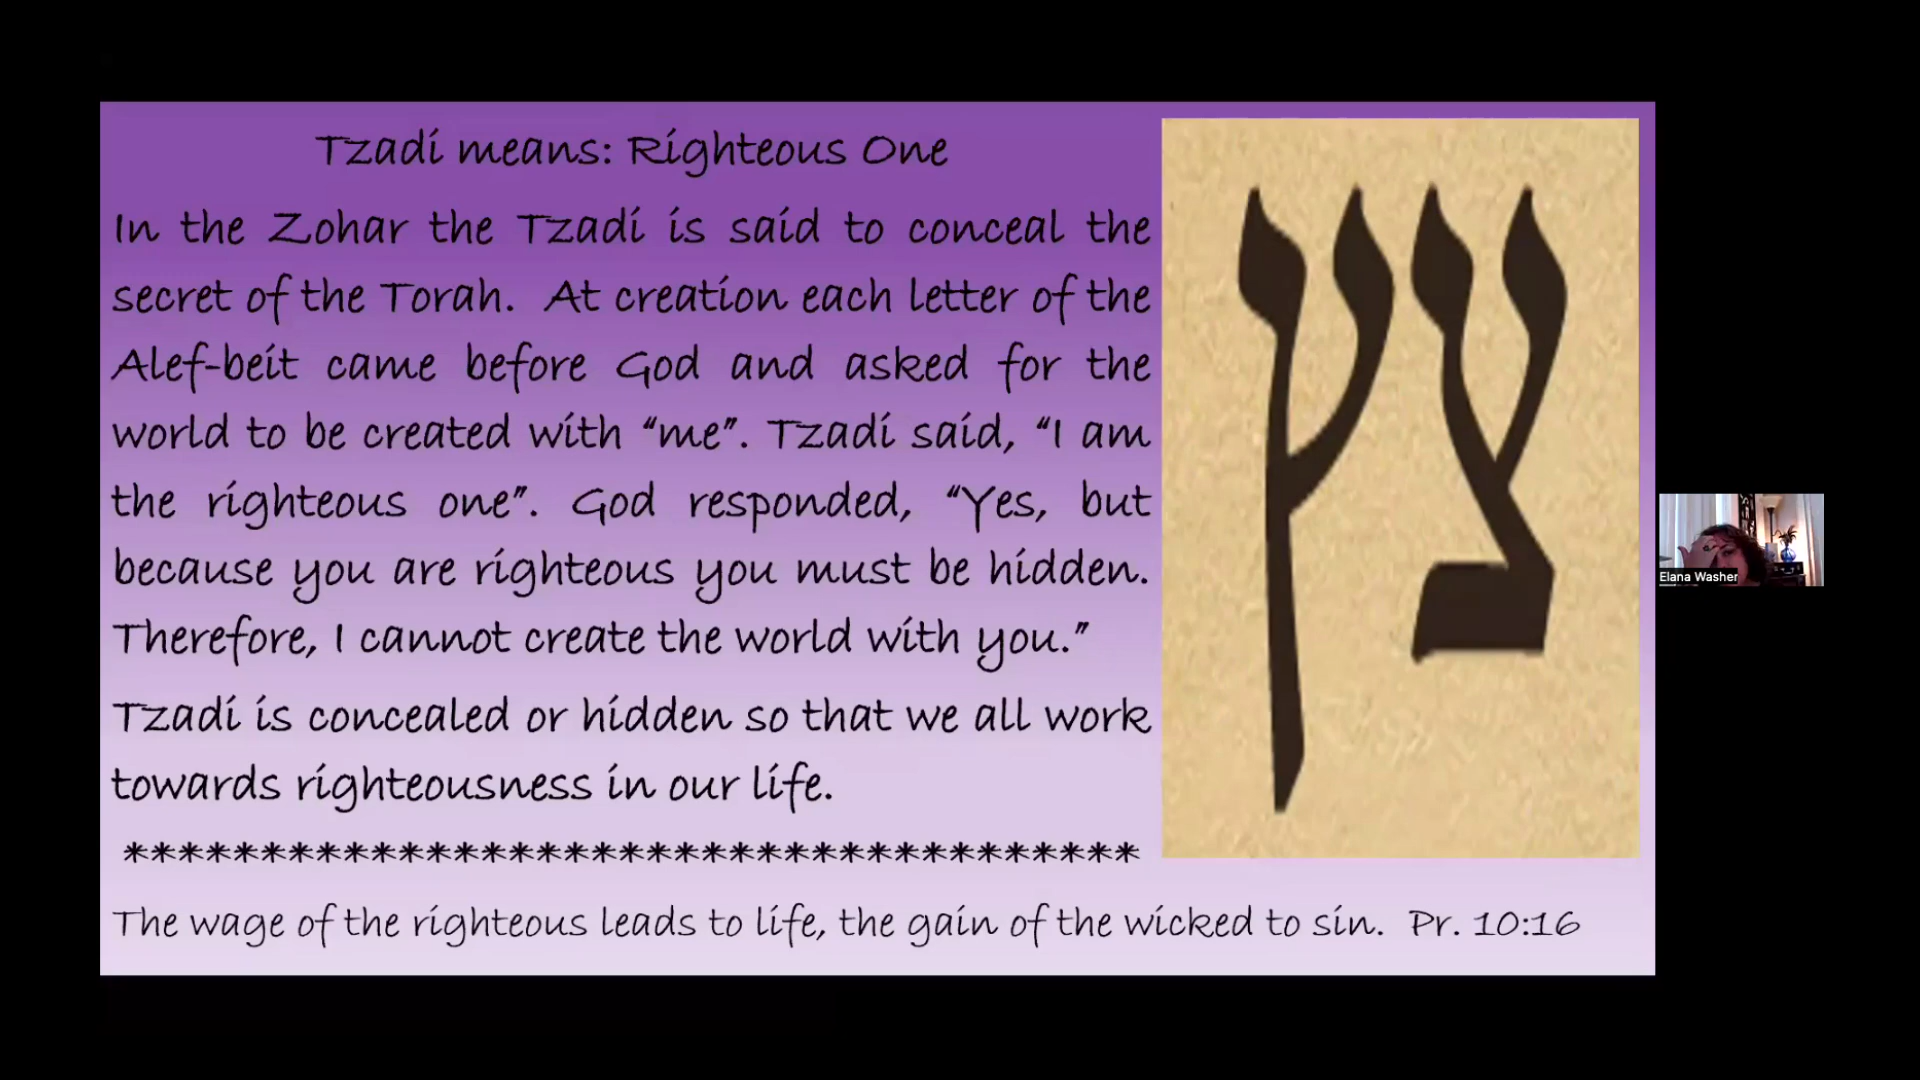 Tzadi means: Righteous One
In the Zohar the Tzadi is said to conceal the
secret of the Torah. At creation each letter of the
Alef-beit came before God and asked for the
world to be created with “me”. Tzadi said, “I am
the righteous one”. God responded, “Yes, but
because you are righteous you must be hidden.
Therefore, I cannot create the world with you.”
Tzadi is concealed or hidden so that we all work
towards righteousness in our life.
*************************************
The wage of the righteous leads to life, the gain of the wicked to sin. Pr. 10:16
צ ץ
Elana Washer